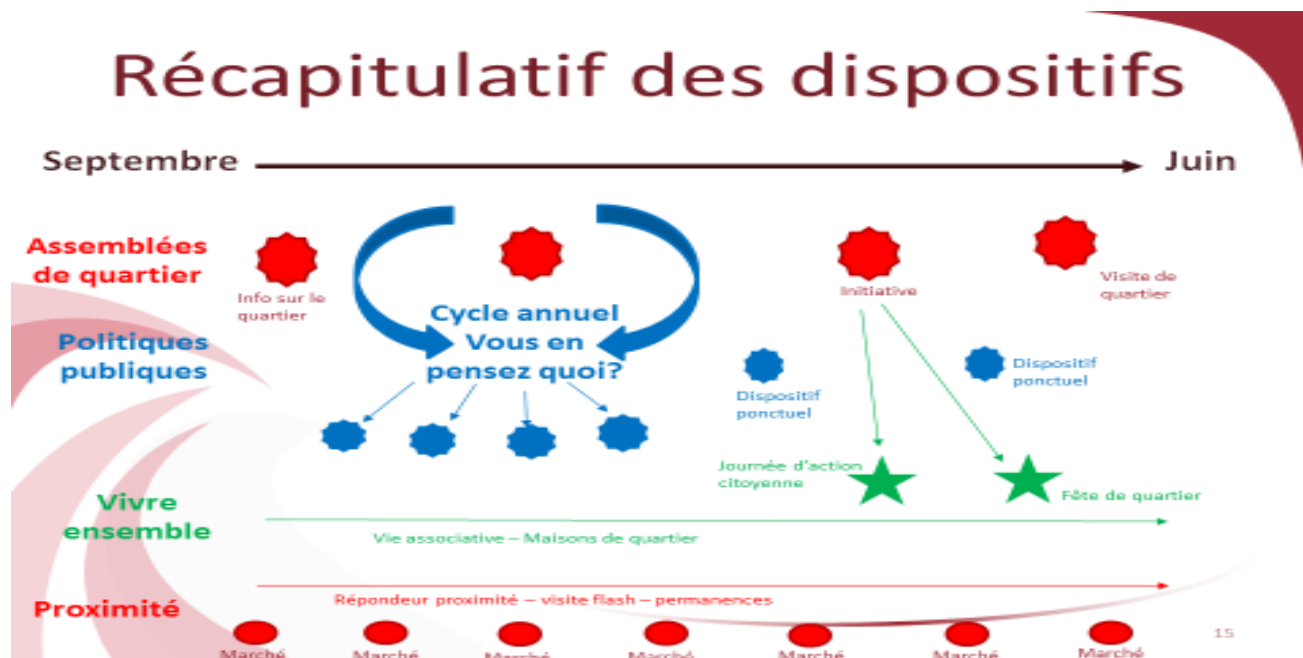 Récapitulatif des dispositifs
Septembre
Juin
Assemblées
de quartier
Info sur le
quartier
Initiative
Visite de
quartier
Politiques
publiques
Cycle annuel
Vous en
pensez quoi?
Dispositif
ponctuel
Dispositif
ponctuel
Vivre
ensemble
Journée d'action
citoyenne
Fête de quartier
Vie associative – Maisons de quartier
Proximité
Répondeur proximité – visite flash – permanences
Marché
Marché
Marché
Marché
Marché
Marché
Marché
15